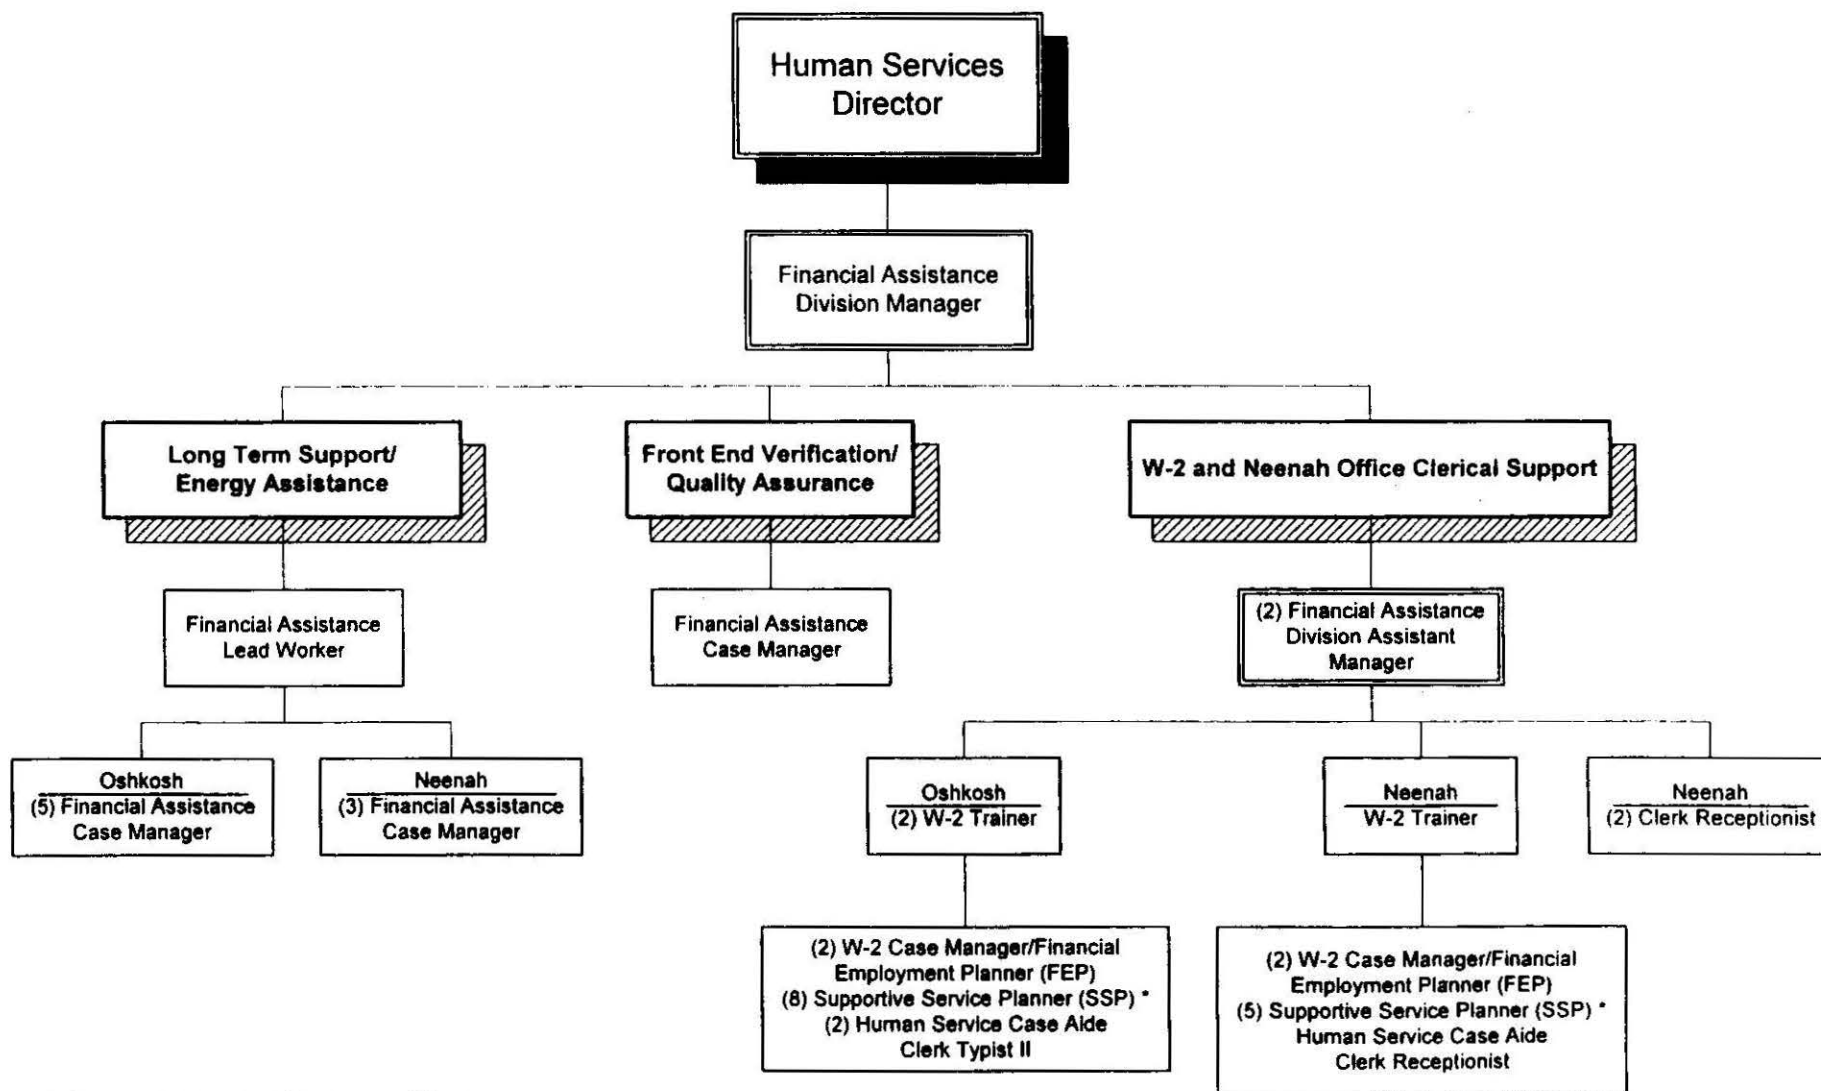 Human Services
Director
Financial Assistance
Division Manager
Long Term Support/
Energy Assistance
Front End Verification/
Quality Assurance
W-2 and Neenah Office Clerical Support
Financial Assistance
Lead Worker
Financial Assistance
Case Manager
(2) Financial Assistance
Division Assistant
Manager
Oshkosh
(5) Financial Assistance
Case Manager
Neenah
(3) Financial Assistance
Case Manager
Oshkosh
(2) W-2 Trainer
Neenah
W-2 Trainer
Neenah
(2) Clerk Receptionist
(2) W-2 Case Manager/Financial
Employment Planner (FEP)
(8) Supportive Service Planner (SSP) *
(2) Human Service Case Aide
Clerk Typist II
(2) W-2 Case Manager/Financial
Employment Planner (FEP)
(5) Supportive Service Planner (SSP) *
Human Service Case Aide
Clerk Receptionist